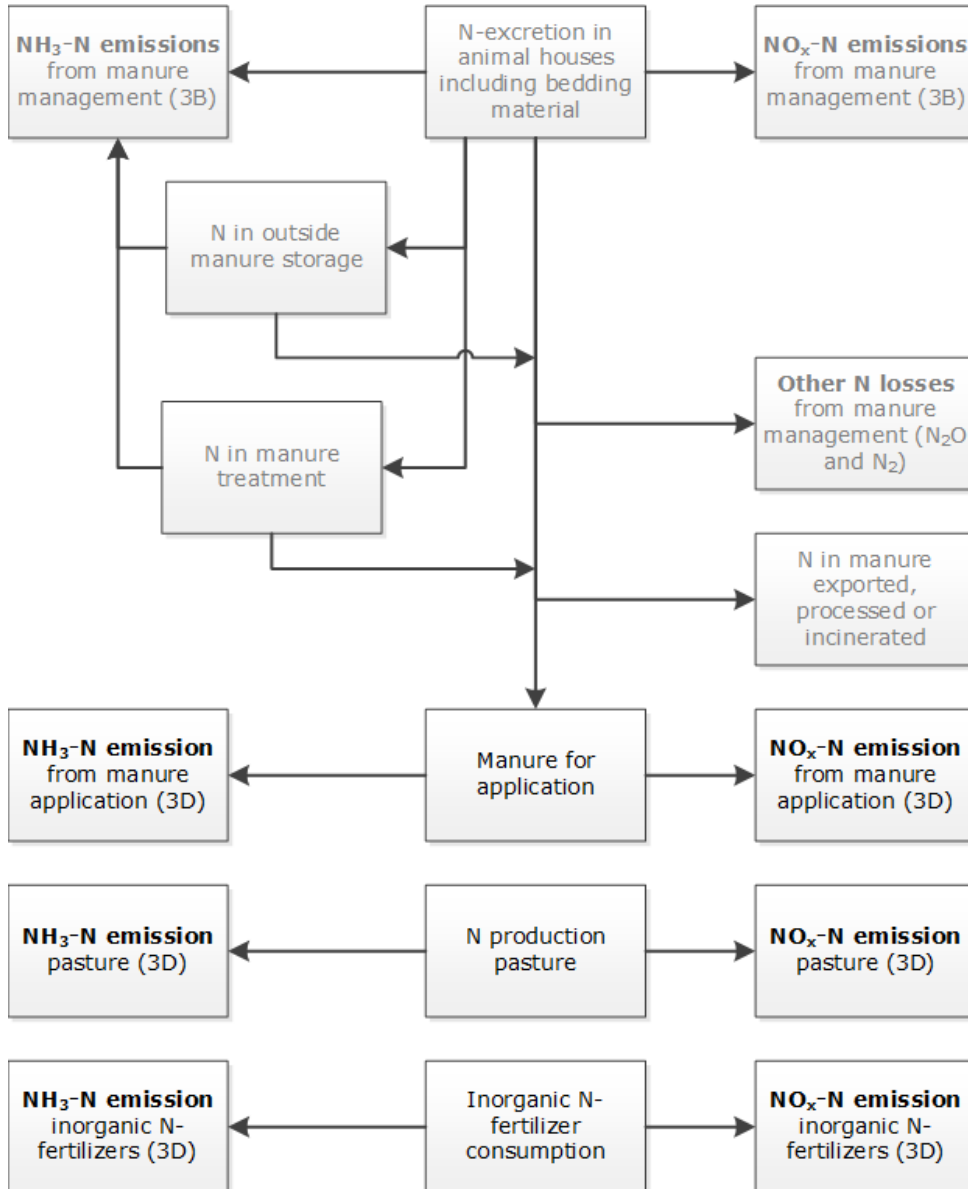 NH₃-N emissions
from manure
management (3B)
N-excretion in
animal houses
including bedding
material
NOₓ-N emissions
from manure
management (3B)
N in outside
manure storage
Other N losses
from manure
management (N₂O
and N₂)
N in manure
treatment
N in manure
exported,
processed or
incinerated
NH₃-N emission
from manure
application (3D)
Manure for
application
NOₓ-N emission
from manure
application (3D)
NH₃-N emission
pasture (3D)
N production
pasture
NOₓ-N emission
pasture (3D)
NH₃-N emission
inorganic N-
fertilizers (3D)
Inorganic N-
fertilizer
consumption
NOₓ-N emission
inorganic N-
fertilizers (3D)